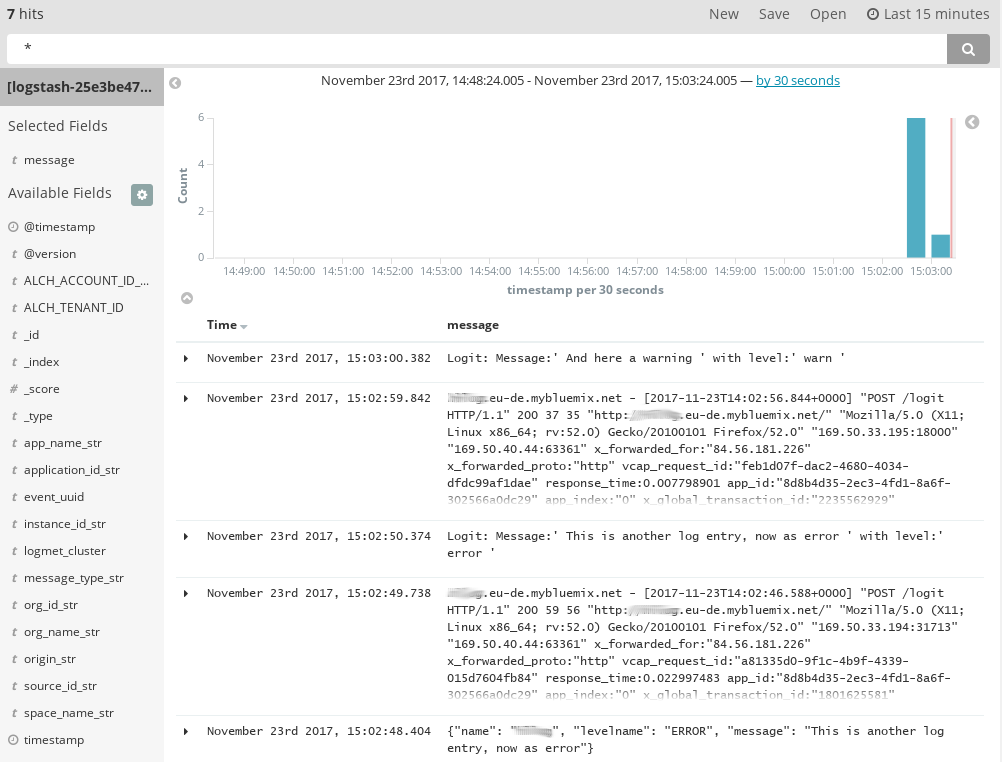 7 hits
New Save Open Last 15 minutes
*
[logstash-25e3be47...
Selected Fields
t message
Available Fields
@timestamp
t @version
t ALCH_ACCOUNT_ID_...
t ALCH_TENANT_ID
t _id
t _index
# _score
t _type
t app_name_str
t application_id_str
t event_uuid
t instance_id_str
t logmet_cluster
t message_type_str
t org_id_str
t org_name_str
t origin_str
t source_id_str
t space_name_str
timestamp
November 23rd 2017, 14:48:24.005 - November 23rd 2017, 15:03:24.005 — by 30 seconds
Count
6
4
2
0
14:49:00 14:50:00 14:51:00 14:52:00 14:53:00 14:54:00 14:55:00 14:56:00 14:57:00 14:58:00 14:59:00 15:00:00 15:01:00 15:02:00 15:03:00
timestamp per 30 seconds
Time message
November 23rd 2017, 15:03:00.382 Logit: Message:' And here a warning ' with level:' warn '
November 23rd 2017, 15:02:59.842 .eu-de.mybluemix.net - [2017-11-23T14:02:56.844+0000] "POST /logit
HTTP/1.1" 200 37 35 "http: .eu-de.mybluemix.net/" "Mozilla/5.0 (X11;
Linux x86_64; rv:52.0) Gecko/20100101 Firefox/52.0" "169.50.33.195:18000"
"169.50.40.44:63361" x_forwarded_for:"84.56.181.226"
x_forwarded_proto:"http" vcap_request_id:"feb1d07f-dac2-4680-4034-
dfdc99af1dae" response_time:0.007798901 app_id:"8d8b4d35-2ec3-4fd1-8a6f-
302566a0dc29" app_index:"0" x_global_transaction_id:"2235562929"
November 23rd 2017, 15:02:50.374 Logit: Message:' This is another log entry, now as error ' with level:'
error '
November 23rd 2017, 15:02:49.738 .eu-de.mybluemix.net - [2017-11-23T14:02:46.588+0000] "POST /logit
HTTP/1.1" 200 59 56 "http: .eu-de.mybluemix.net/" "Mozilla/5.0 (X11;
Linux x86_64; rv:52.0) Gecko/20100101 Firefox/52.0" "169.50.33.194:31713"
"169.50.40.44:63361" x_forwarded_for:"84.56.181.226"
x_forwarded_proto:"http" vcap_request_id:"a81335d0-9f1c-4b9f-4339-
015d7604fb84" response_time:0.022997483 app_id:"8d8b4d35-2ec3-4fd1-8a6f-
302566a0dc29" app_index:"0" x_global_transaction_id:"1801625581"
November 23rd 2017, 15:02:48.404 {"name": " ", "levelname": "ERROR", "message": "This is another log
entry, now as error"}